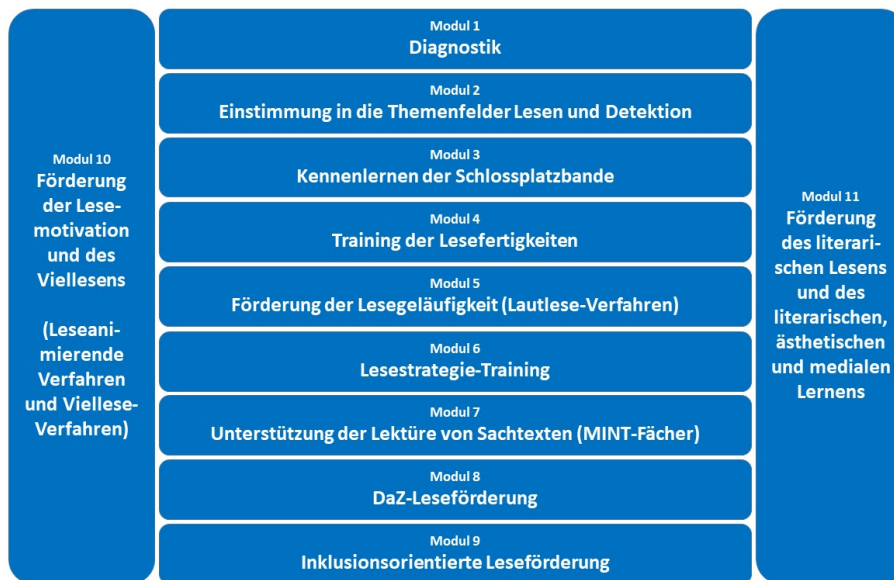 Modul 1
Diagnostik
Modul 2
Einstimmung in die Themenfelder Lesen und Detektion
Modul 3
Kennenlernen der Schlossplatzbande
Modul 4
Training der Lesefertigkeiten
Modul 5
Förderung der Lesegeläufigkeit (Lautlese-Verfahren)
Modul 6
Lesestrategie-Training
Modul 7
Unterstützung der Lektüre von Sachtexten (MINT-Fächer)
Modul 8
DaZ-Leseförderung
Modul 9
Inklusionsorientierte Leseförderung
Modul 10
Förderung
der Lese-
motivation
und des
Viellesens
(Leseani-
mierende
Verfahren
und Viellese-
Verfahren)
Modul 11
Förderung
des literari-
schen Lesens
und des
literarischen,
ästhetischen
und medialen
Lernens